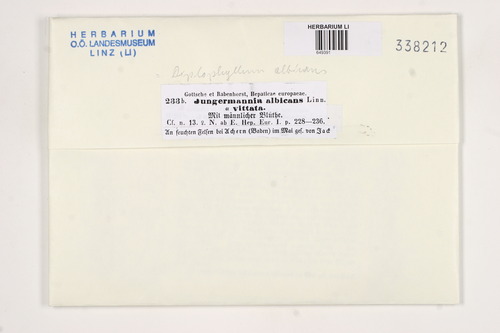 HERBARIUM
O.Ö. LANDESMUSEUM
LINZ (LI)
HERBARIUM LI
338212
Diplophyllum albicans
Gottsche et Rabenhorst, Hepaticae europaeae.
233b. Jungermannia albicans Linn.
vittata.
Mit männlicher Blüthe.
Cf. n. 13. z. N. ab E. Hep. Eur. I. p. 228—236.
An feuchten Felsen bei Achern (Baden) im Mai ges. von Jack